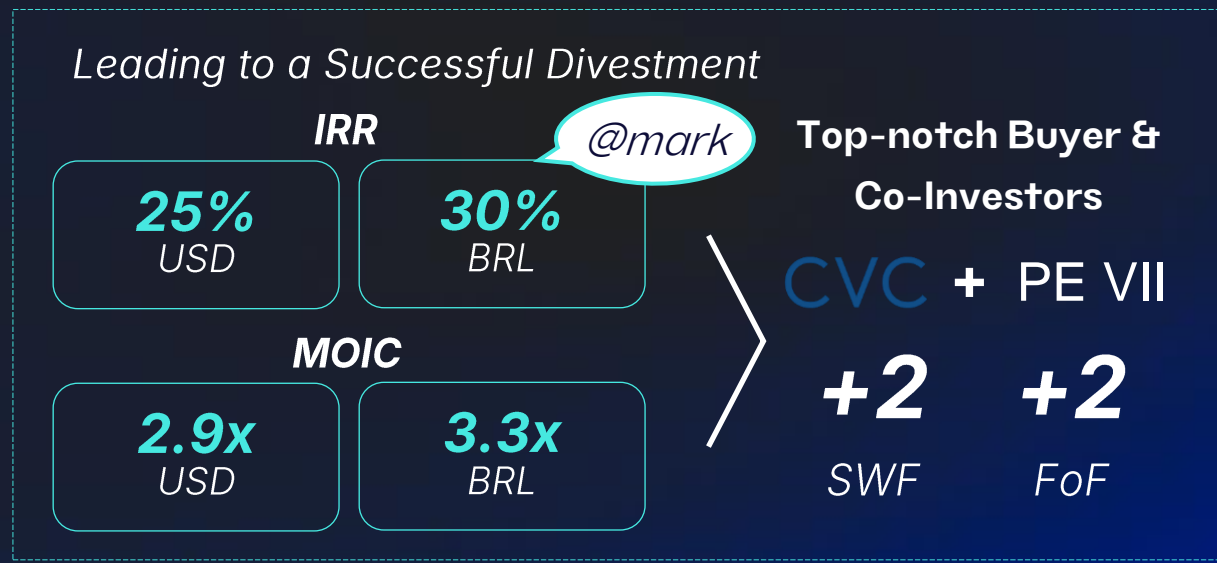 Leading to a Successful Divestment
IRR
@mark
25%
USD
30%
BRL
MOIC
2.9x
USD
3.3x
BRL
Top-notch Buyer &
Co-Investors
CVC + PE VII
+2 +2
SWF FoF